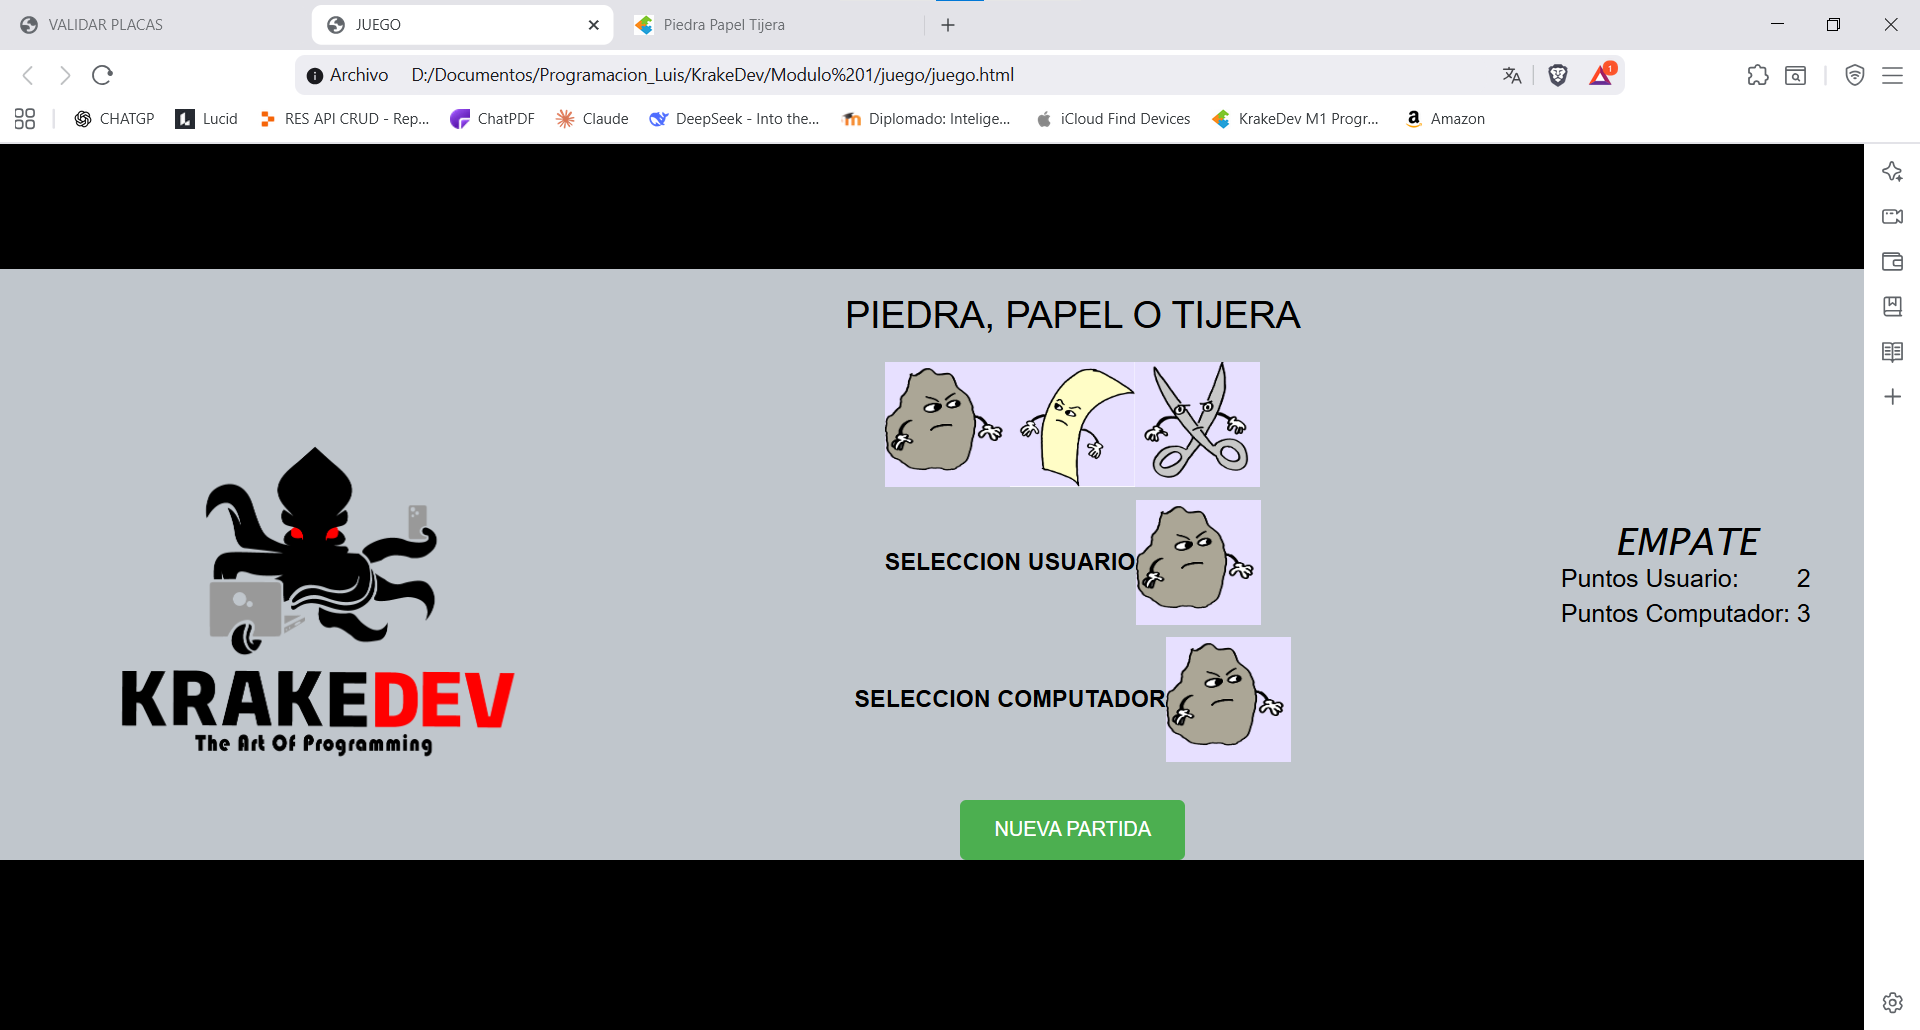 VALIDAR PLACAS
JUEGO
Piedra Papel Tijera
Archivo D:/Documentos/Programacion_Luis/KrakeDev/Modulo%201/juego/juego.html
1
CHATGP
Lucid
RES API CRUD - Rep...
ChatPDF
Claude
DeepSeek - Into the...
Diplomado: Intelige...
iCloud Find Devices
KrakeDev M1 Progr...
Amazon
PIEDRA, PAPEL O TIJERA
SELECCION USUARIO
SELECCION COMPUTADOR
NUEVA PARTIDA
KRAKEDEV
The Art Of Programming
EMPATE
Puntos Usuario: 2
Puntos Computador: 3